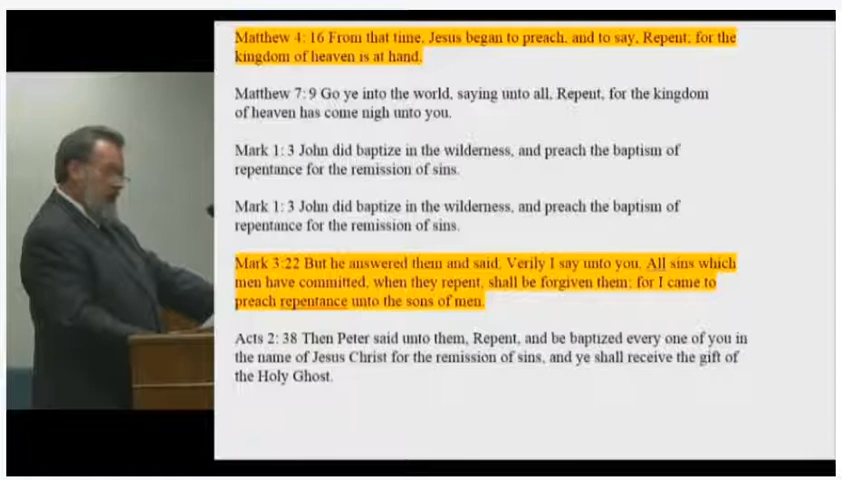 Matthew 4: 16 From that time, Jesus began to preach, and to say, Repent; for the
kingdom of heaven is at hand.
Matthew 7: 9 Go ye into the world, saying unto all, Repent, for the kingdom
of heaven has come nigh unto you.
Mark 1: 3 John did baptize in the wilderness, and preach the baptism of
repentance for the remission of sins.
Mark 1: 3 John did baptize in the wilderness, and preach the baptism of
repentance for the remission of sins.
Mark 3:22 But he answered them and said, Verily I say unto you, All sins which
men have committed, when they repent, shall be forgiven them; for I came to
preach repentance unto the sons of men.
Acts 2: 38 Then Peter said unto them, Repent, and be baptized every one of you in
the name of Jesus Christ for the remission of sins, and ye shall receive the gift of
the Holy Ghost.